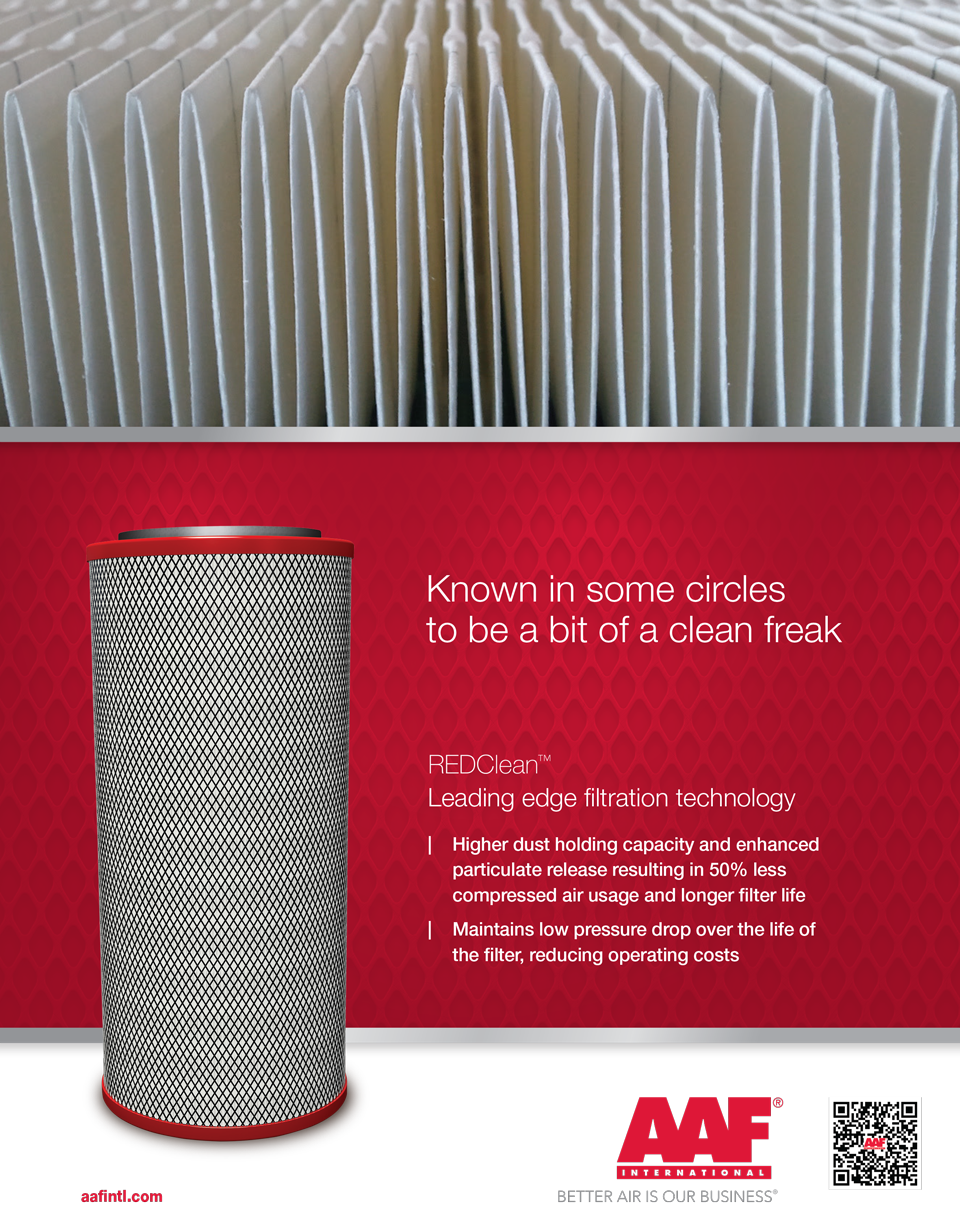 Known in some circles
to be a bit of a clean freak
REDClean™
Leading edge filtration technology
| Higher dust holding capacity and enhanced
particulate release resulting in 50% less
compressed air usage and longer filter life
| Maintains low pressure drop over the life of
the filter, reducing operating costs
AAF®
INTERNATIONAL
BETTER AIR IS OUR BUSINESS®
AAF
aafintl.com